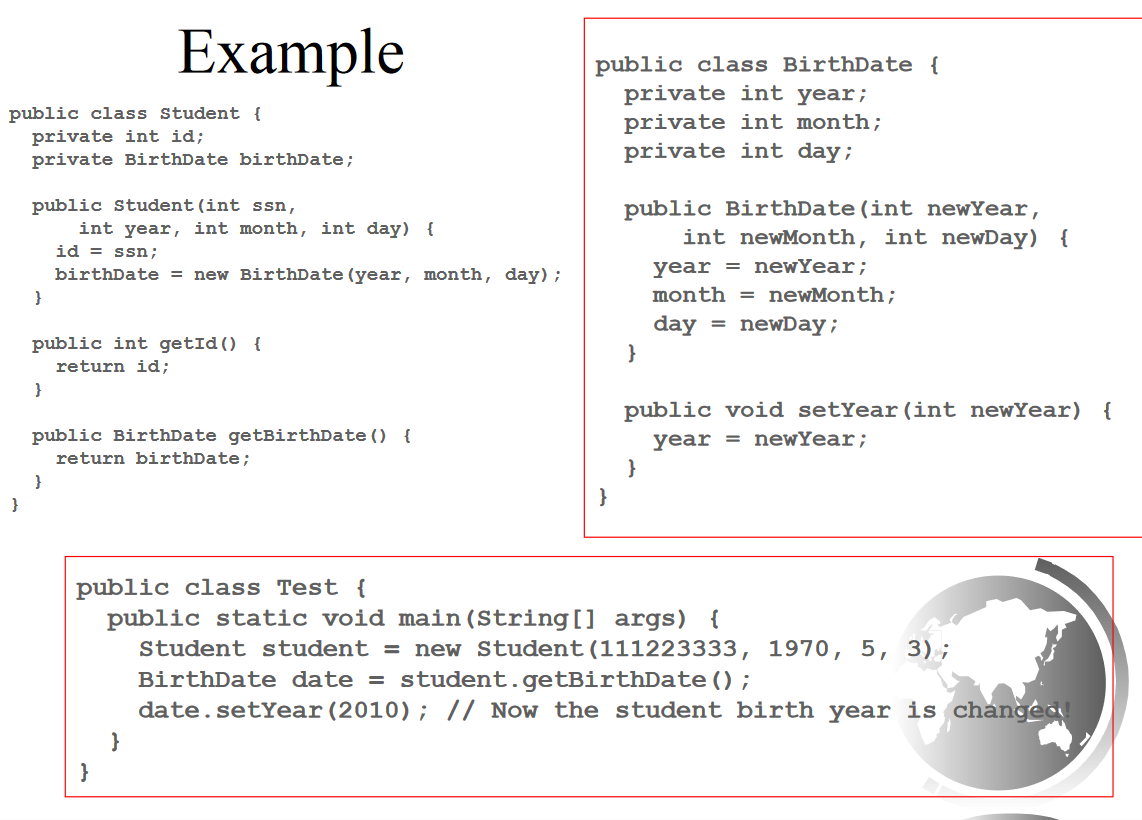 Example
public class Student {
  private int id;
  private BirthDate birthDate;

  public Student(int ssn,
      int year, int month, int day) {
    id = ssn;
    birthDate = new BirthDate(year, month, day);
  }

  public int getId() {
    return id;
  }

  public BirthDate getBirthDate() {
    return birthDate;
  }
}
public class BirthDate {
  private int year;
  private int month;
  private int day;

  public BirthDate(int newYear,
      int newMonth, int newDay) {
    year = newYear;
    month = newMonth;
    day = newDay;
  }

  public void setYear(int newYear) {
    year = newYear;
  }
}
public class Test {
  public static void main(String[] args) {
    Student student = new Student(111223333, 1970, 5, 3);
    BirthDate date = student.getBirthDate();
    date.setYear(2010); // Now the student birth year is changed!
  }
}